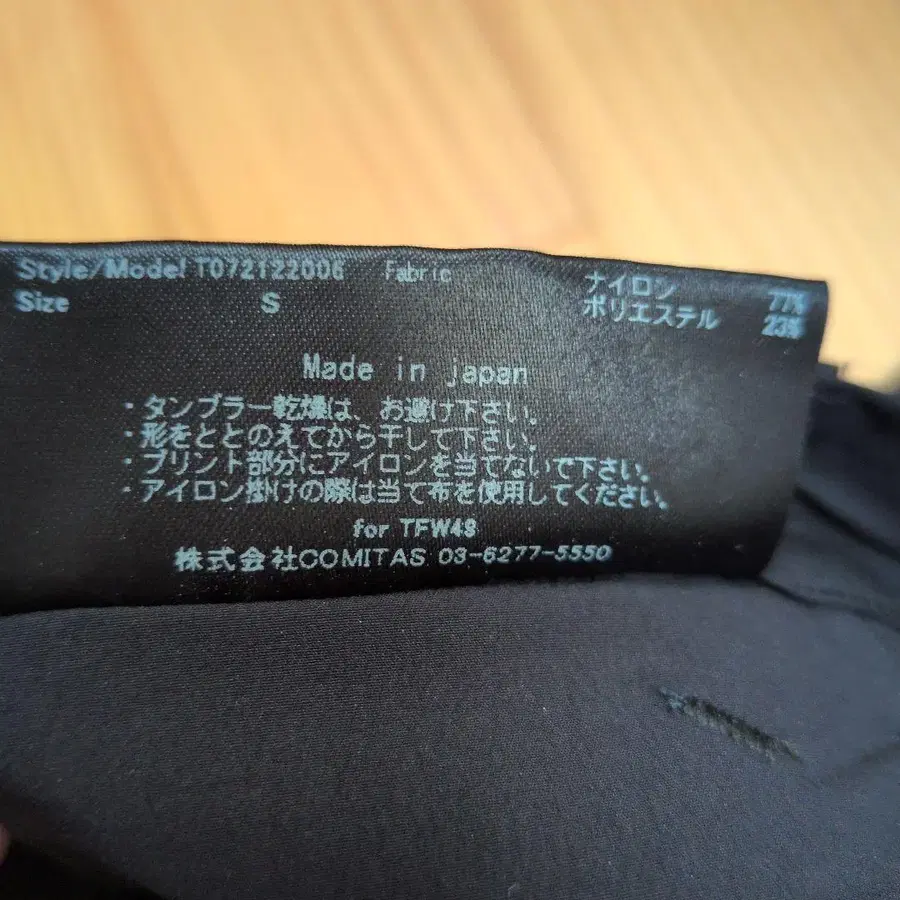 Style/Model T072122006 Fabric ナイロン 77%
Size S ポリエステル 23%
Made in japan
・タンブラー乾燥は、お避け下さい。
・形をととのえてから干して下さい。
・プリント部分にアイロンを当てないで下さい。
・アイロン掛けの際は当て布を使用してください。
for TFW49
株式会社COMITAS 03-6277-5550